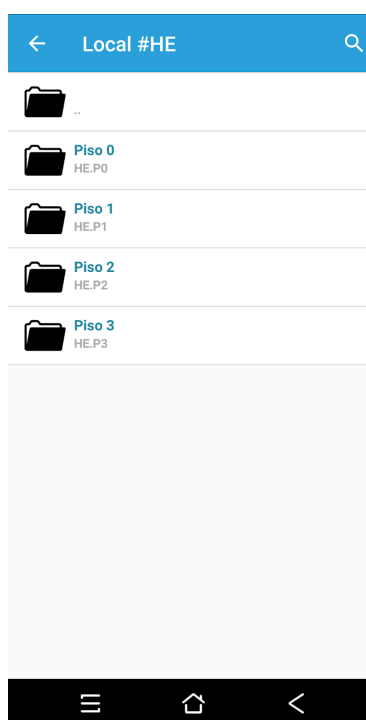 Local #HE
..
Piso 0
HE.P0
Piso 1
HE.P1
Piso 2
HE.P2
Piso 3
HE.P3